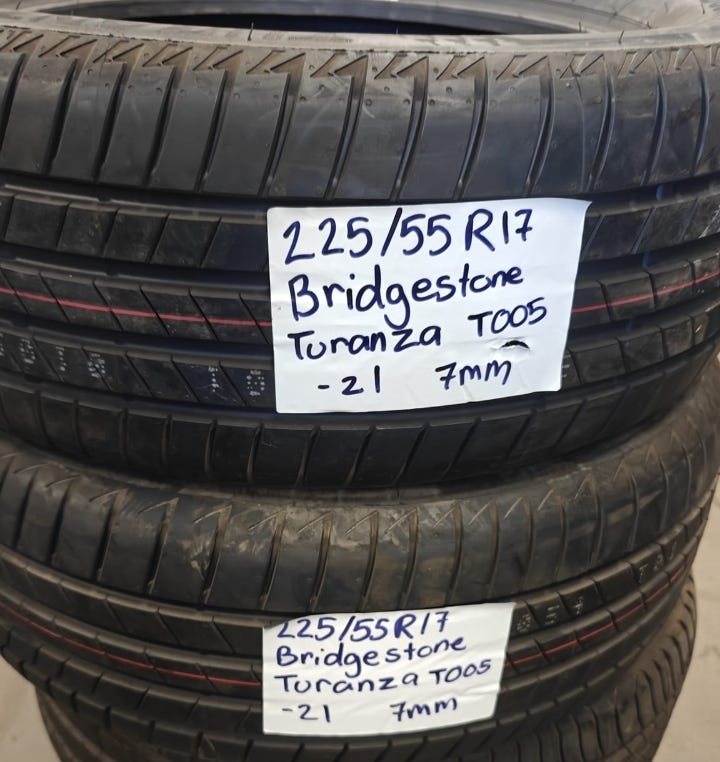 225/55 R17
Bridgestone
Turanza T005
-21 7mm
225/55 R17
Bridgestone
Turanza T005
-21 7mm